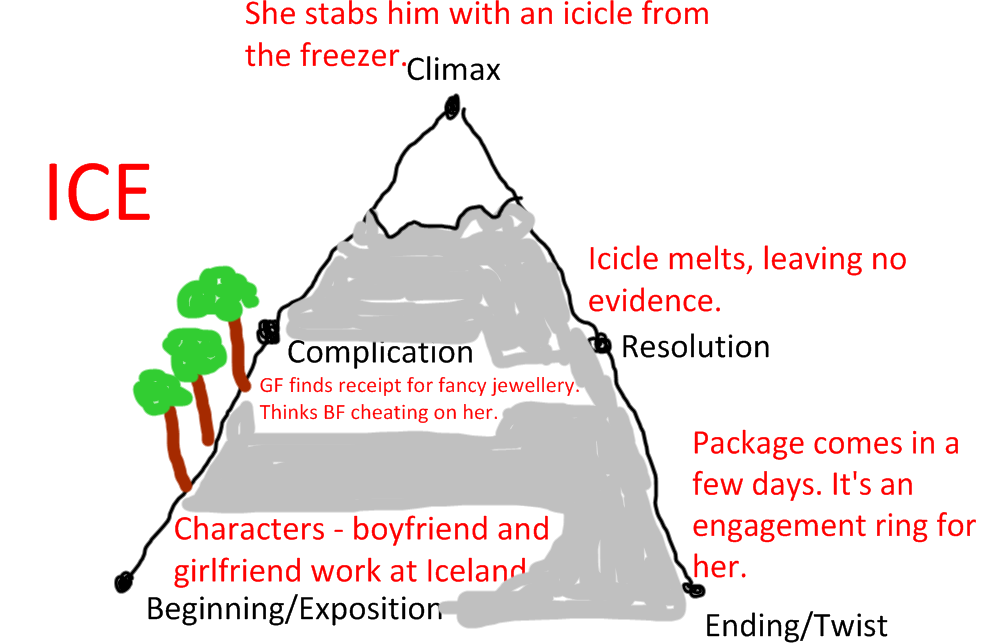 She stabs him with an icicle from
the freezer.
Climax
ICE
Icicle melts, leaving no
evidence.
Resolution
Complication
GF finds receipt for fancy jewellery.
Thinks BF cheating on her.
Package comes in a
few days. It's an
engagement ring for
her.
Characters - boyfriend and
girlfriend work at Iceland
Beginning/Exposition
Ending/Twist